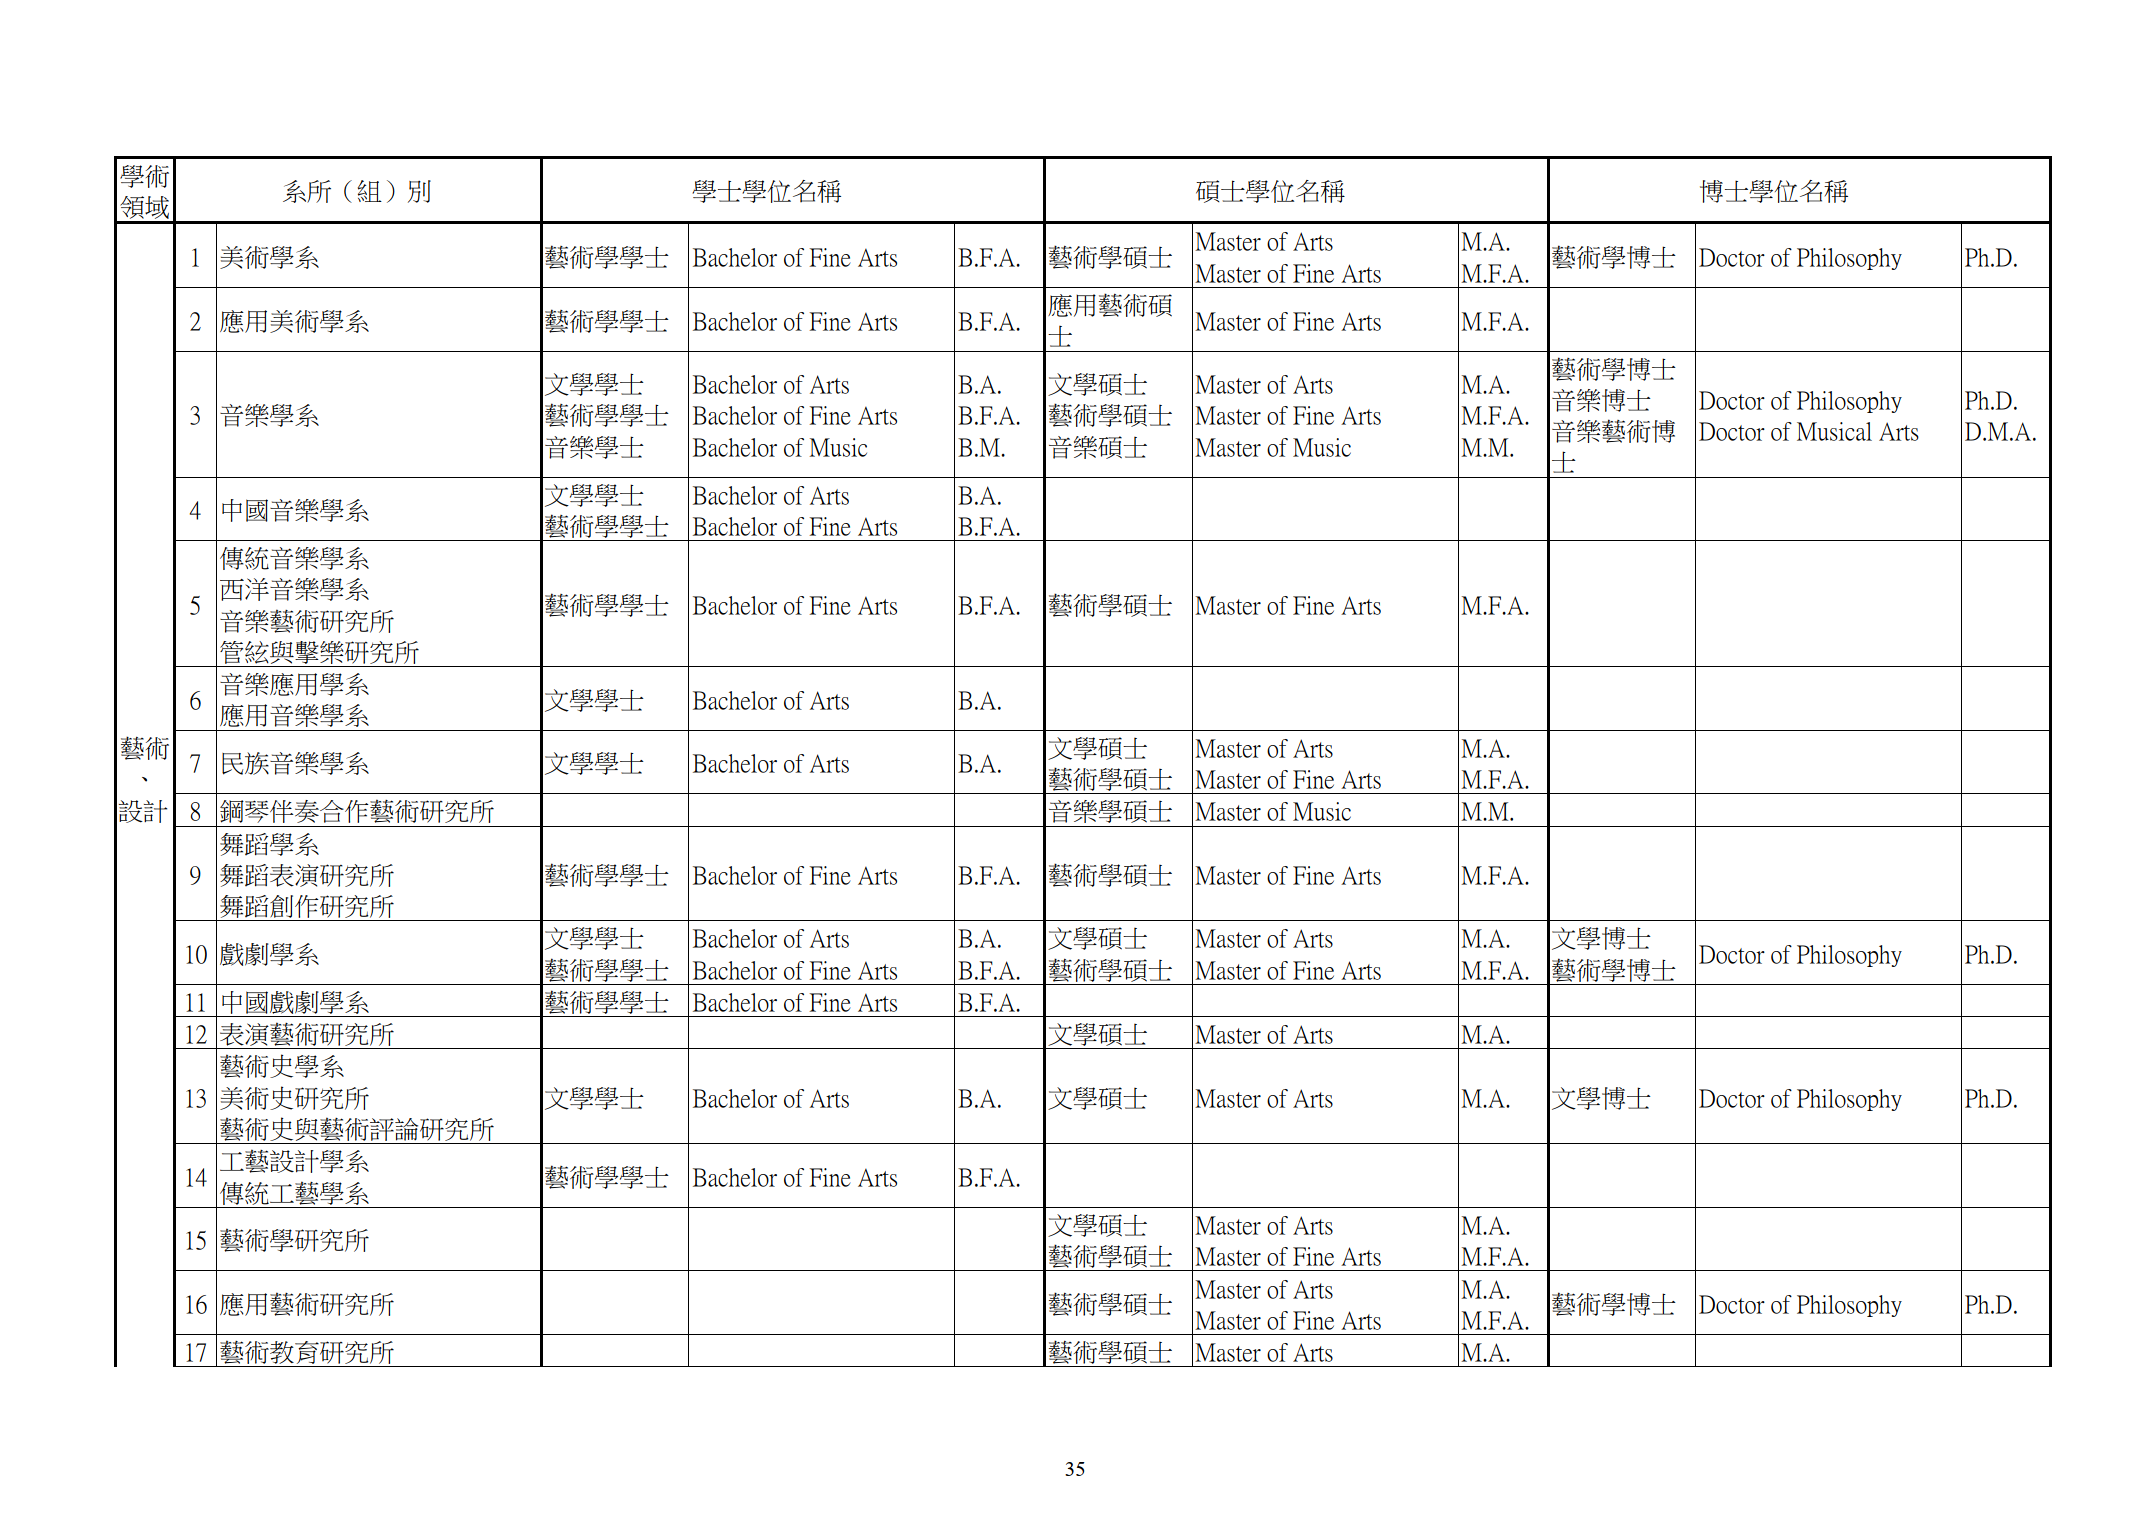 學術領域 系所（組）別 學士學位名稱 碩士學位名稱 博士學位名稱
藝術、設計
1 美術學系 藝術學學士 Bachelor of Fine Arts B.F.A. 藝術學碩士 Master of Arts M.A. 藝術學博士 Doctor of Philosophy Ph.D.
Master of Fine Arts M.F.A.
2 應用美術學系 藝術學學士 Bachelor of Fine Arts B.F.A. 應用藝術碩士 Master of Fine Arts M.F.A.
3 音樂學系 文學學士 Bachelor of Arts B.A. 文學碩士 Master of Arts M.A. 藝術學博士
藝術學學士 Bachelor of Fine Arts B.F.A. 藝術學碩士 Master of Fine Arts M.F.A. 音樂博士 Doctor of Philosophy Ph.D.
音樂學士 Bachelor of Music B.M. 音樂碩士 Master of Music M.M. 音樂藝術博士 Doctor of Musical Arts D.M.A.
4 中國音樂學系 文學學士 Bachelor of Arts B.A.
藝術學學士 Bachelor of Fine Arts B.F.A.
5 傳統音樂學系
西洋音樂學系
音樂藝術研究所
管絃與擊樂研究所
藝術學學士 Bachelor of Fine Arts B.F.A. 藝術學碩士 Master of Fine Arts M.F.A.
6 音樂應用學系
應用音樂學系
文學學士 Bachelor of Arts B.A.
7 民族音樂學系 文學學士 Bachelor of Arts B.A. 文學碩士 Master of Arts M.A.
藝術學碩士 Master of Fine Arts M.F.A.
8 鋼琴伴奏合作藝術研究所 音樂學碩士 Master of Music M.M.
9 舞蹈學系
舞蹈表演研究所
舞蹈創作研究所
藝術學學士 Bachelor of Fine Arts B.F.A. 藝術學碩士 Master of Fine Arts M.F.A.
10 戲劇學系 文學學士 Bachelor of Arts B.A. 文學碩士 Master of Arts M.A. 文學博士 Doctor of Philosophy Ph.D.
藝術學學士 Bachelor of Fine Arts B.F.A. 藝術學碩士 Master of Fine Arts M.F.A. 藝術學博士
11 中國戲劇學系 藝術學學士 Bachelor of Fine Arts B.F.A.
12 表演藝術研究所 文學碩士 Master of Arts M.A.
13 藝術史學系
美術史研究所
藝術史與藝術評論研究所
文學學士 Bachelor of Arts B.A. 文學碩士 Master of Arts M.A. 文學博士 Doctor of Philosophy Ph.D.
14 工藝設計學系
傳統工藝學系
藝術學學士 Bachelor of Fine Arts B.F.A.
15 藝術學研究所 文學碩士 Master of Arts M.A.
藝術學碩士 Master of Fine Arts M.F.A.
16 應用藝術研究所 藝術學碩士 Master of Arts M.A. 藝術學博士 Doctor of Philosophy Ph.D.
Master of Fine Arts M.F.A.
17 藝術教育研究所 藝術學碩士 Master of Arts M.A.
35